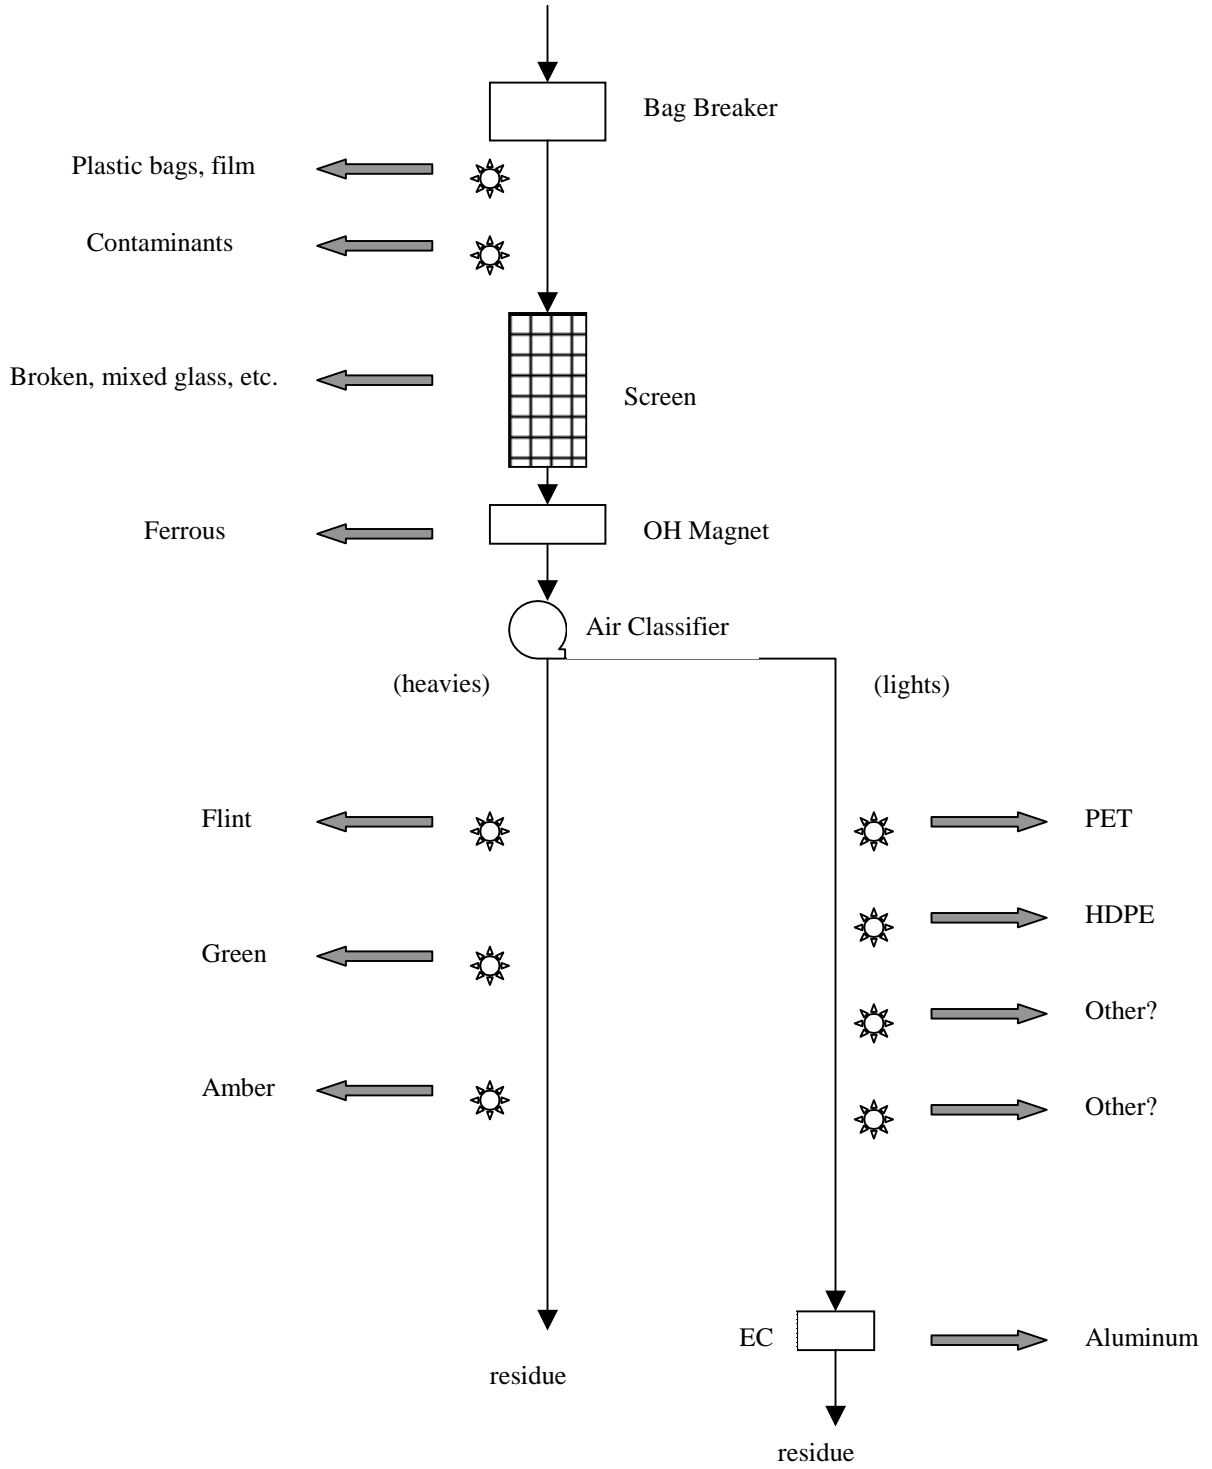 Bag Breaker
Plastic bags, film
Contaminants
Broken, mixed glass, etc.
Screen
Ferrous
OH Magnet
Air Classifier
(heavies)
(lights)
Flint
PET
HDPE
Green
Other?
Amber
Other?
EC
Aluminum
residue
residue